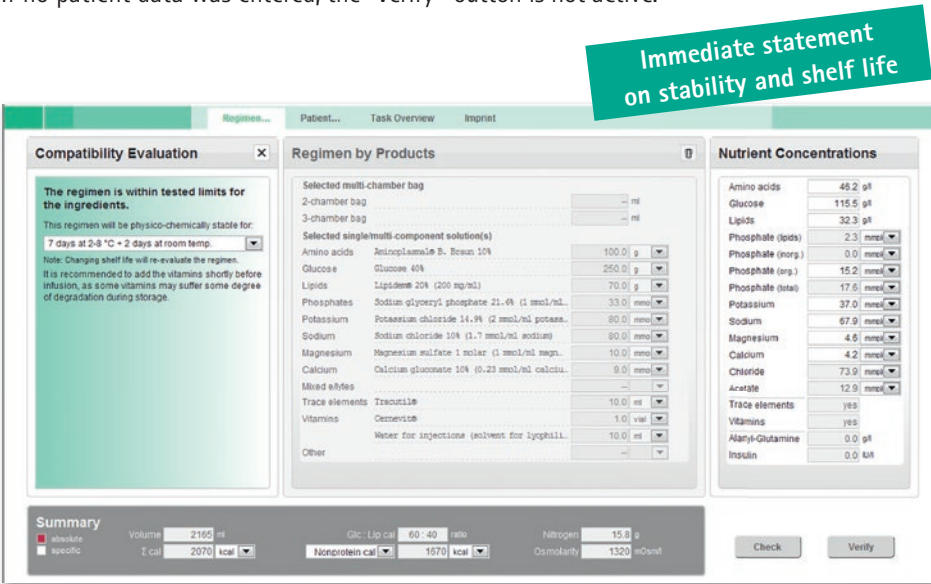 If no patient data was entered, the "Verify" button is not active.
Immediate statement
on stability and shelf life
Regimen...
Patient...
Task Overview
Imprint
Compatibility Evaluation
The regimen is within tested limits for
the ingredients.
This regimen will be physico-chemically stable for:
7 days at 2-8 °C + 2 days at room temp.
Note: Changing shelf life will re-evaluate the regimen.
It is recommended to add the vitamins shortly before
infusion, as some vitamins may suffer some degree
of degradation during storage.
Regimen by Products
Selected multi-chamber bag
2-chamber bag -- ml
3-chamber bag -- ml
Selected single/multi-component solution(s)
Amino acids Aminoplasmal® B. Braun 10% 100.0 g
Glucose Glucose 40% 250.0 g
Lipids Lipidem® 20% (200 mg/ml) 70.0 g
Phosphates Sodium glyceryl phosphate 21.6% (1 mmol/ml… 33.0 mmo
Potassium Potassium chloride 14.9% (2 mmol/ml potass… 80.0 mmo
Sodium Sodium chloride 10% (1.7 mmol/ml sodium) 80.0 mmo
Magnesium Magnesium sulfate 1 molar (1 mmol/ml magn… 10.0 mmo
Calcium Calcium gluconate 10% (0.23 mmol/ml calciu… 9.0 mmo
Mixed e/lytes --
Trace elements Tracutil® 10.0 ml
Vitamins Cernevit® 1.0 vial
Water for injections (solvent for lyophili… 10.0 ml
Other --
Nutrient Concentrations
Amino acids 46.2 g/l
Glucose 115.5 g/l
Lipids 32.3 g/l
Phosphate (lipids) 2.3 mmol
Phosphate (inorg.) 0.0 mmol
Phosphate (org.) 15.2 mmol
Phosphate (total) 17.6 mmol
Potassium 37.0 mmol
Sodium 67.9 mmol
Magnesium 4.6 mmol
Calcium 4.2 mmol
Chloride 73.9 mmol
Acetate 12.9 mmol
Trace elements yes
Vitamins yes
Alanyl-Glutamine 0.0 g/l
Insulin 0.0 IU/l
Summary
absolute
specific
Volume 2165 ml
Σ cal 2070 kcal
Glc : Lip cal 60 : 40 ratio
Nonprotein cal 1670 kcal
Nitrogen 15.8 g
Osmolarity 1320 mOsm/l
Check
Verify